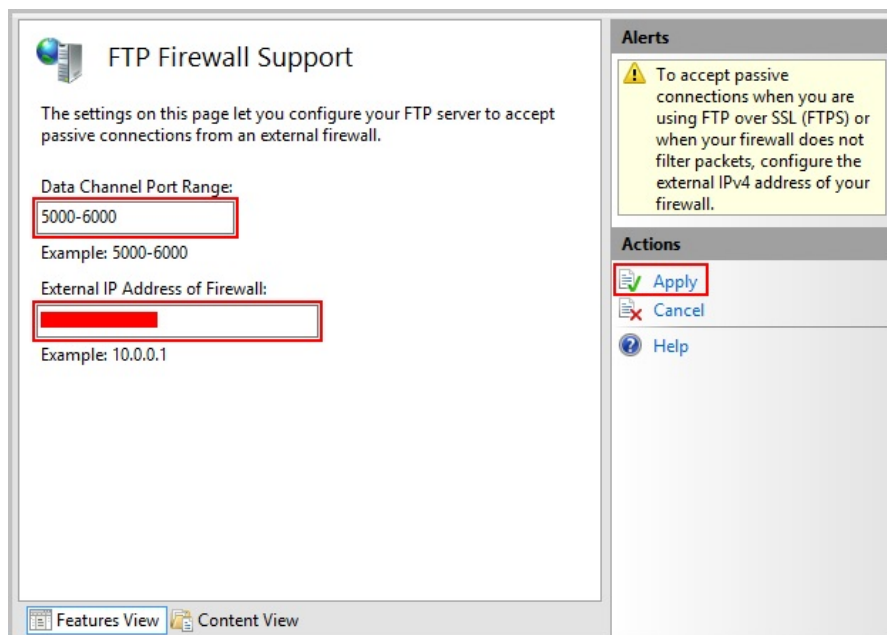 FTP Firewall Support
The settings on this page let you configure your FTP server to accept
passive connections from an external firewall.
Data Channel Port Range:
5000-6000
Example: 5000-6000
External IP Address of Firewall:
Example: 10.0.0.1
Features View
Content View
Alerts
To accept passive
connections when you are
using FTP over SSL (FTPS) or
when your firewall does not
filter packets, configure the
external IPv4 address of your
firewall.
Actions
Apply
Cancel
Help